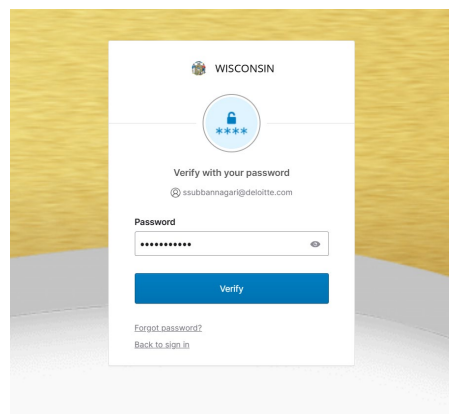 WISCONSIN
****
Verify with your password
ssubbannagari@deloitte.com
Password
•••••••••••
Verify
Forgot password?
Back to sign in